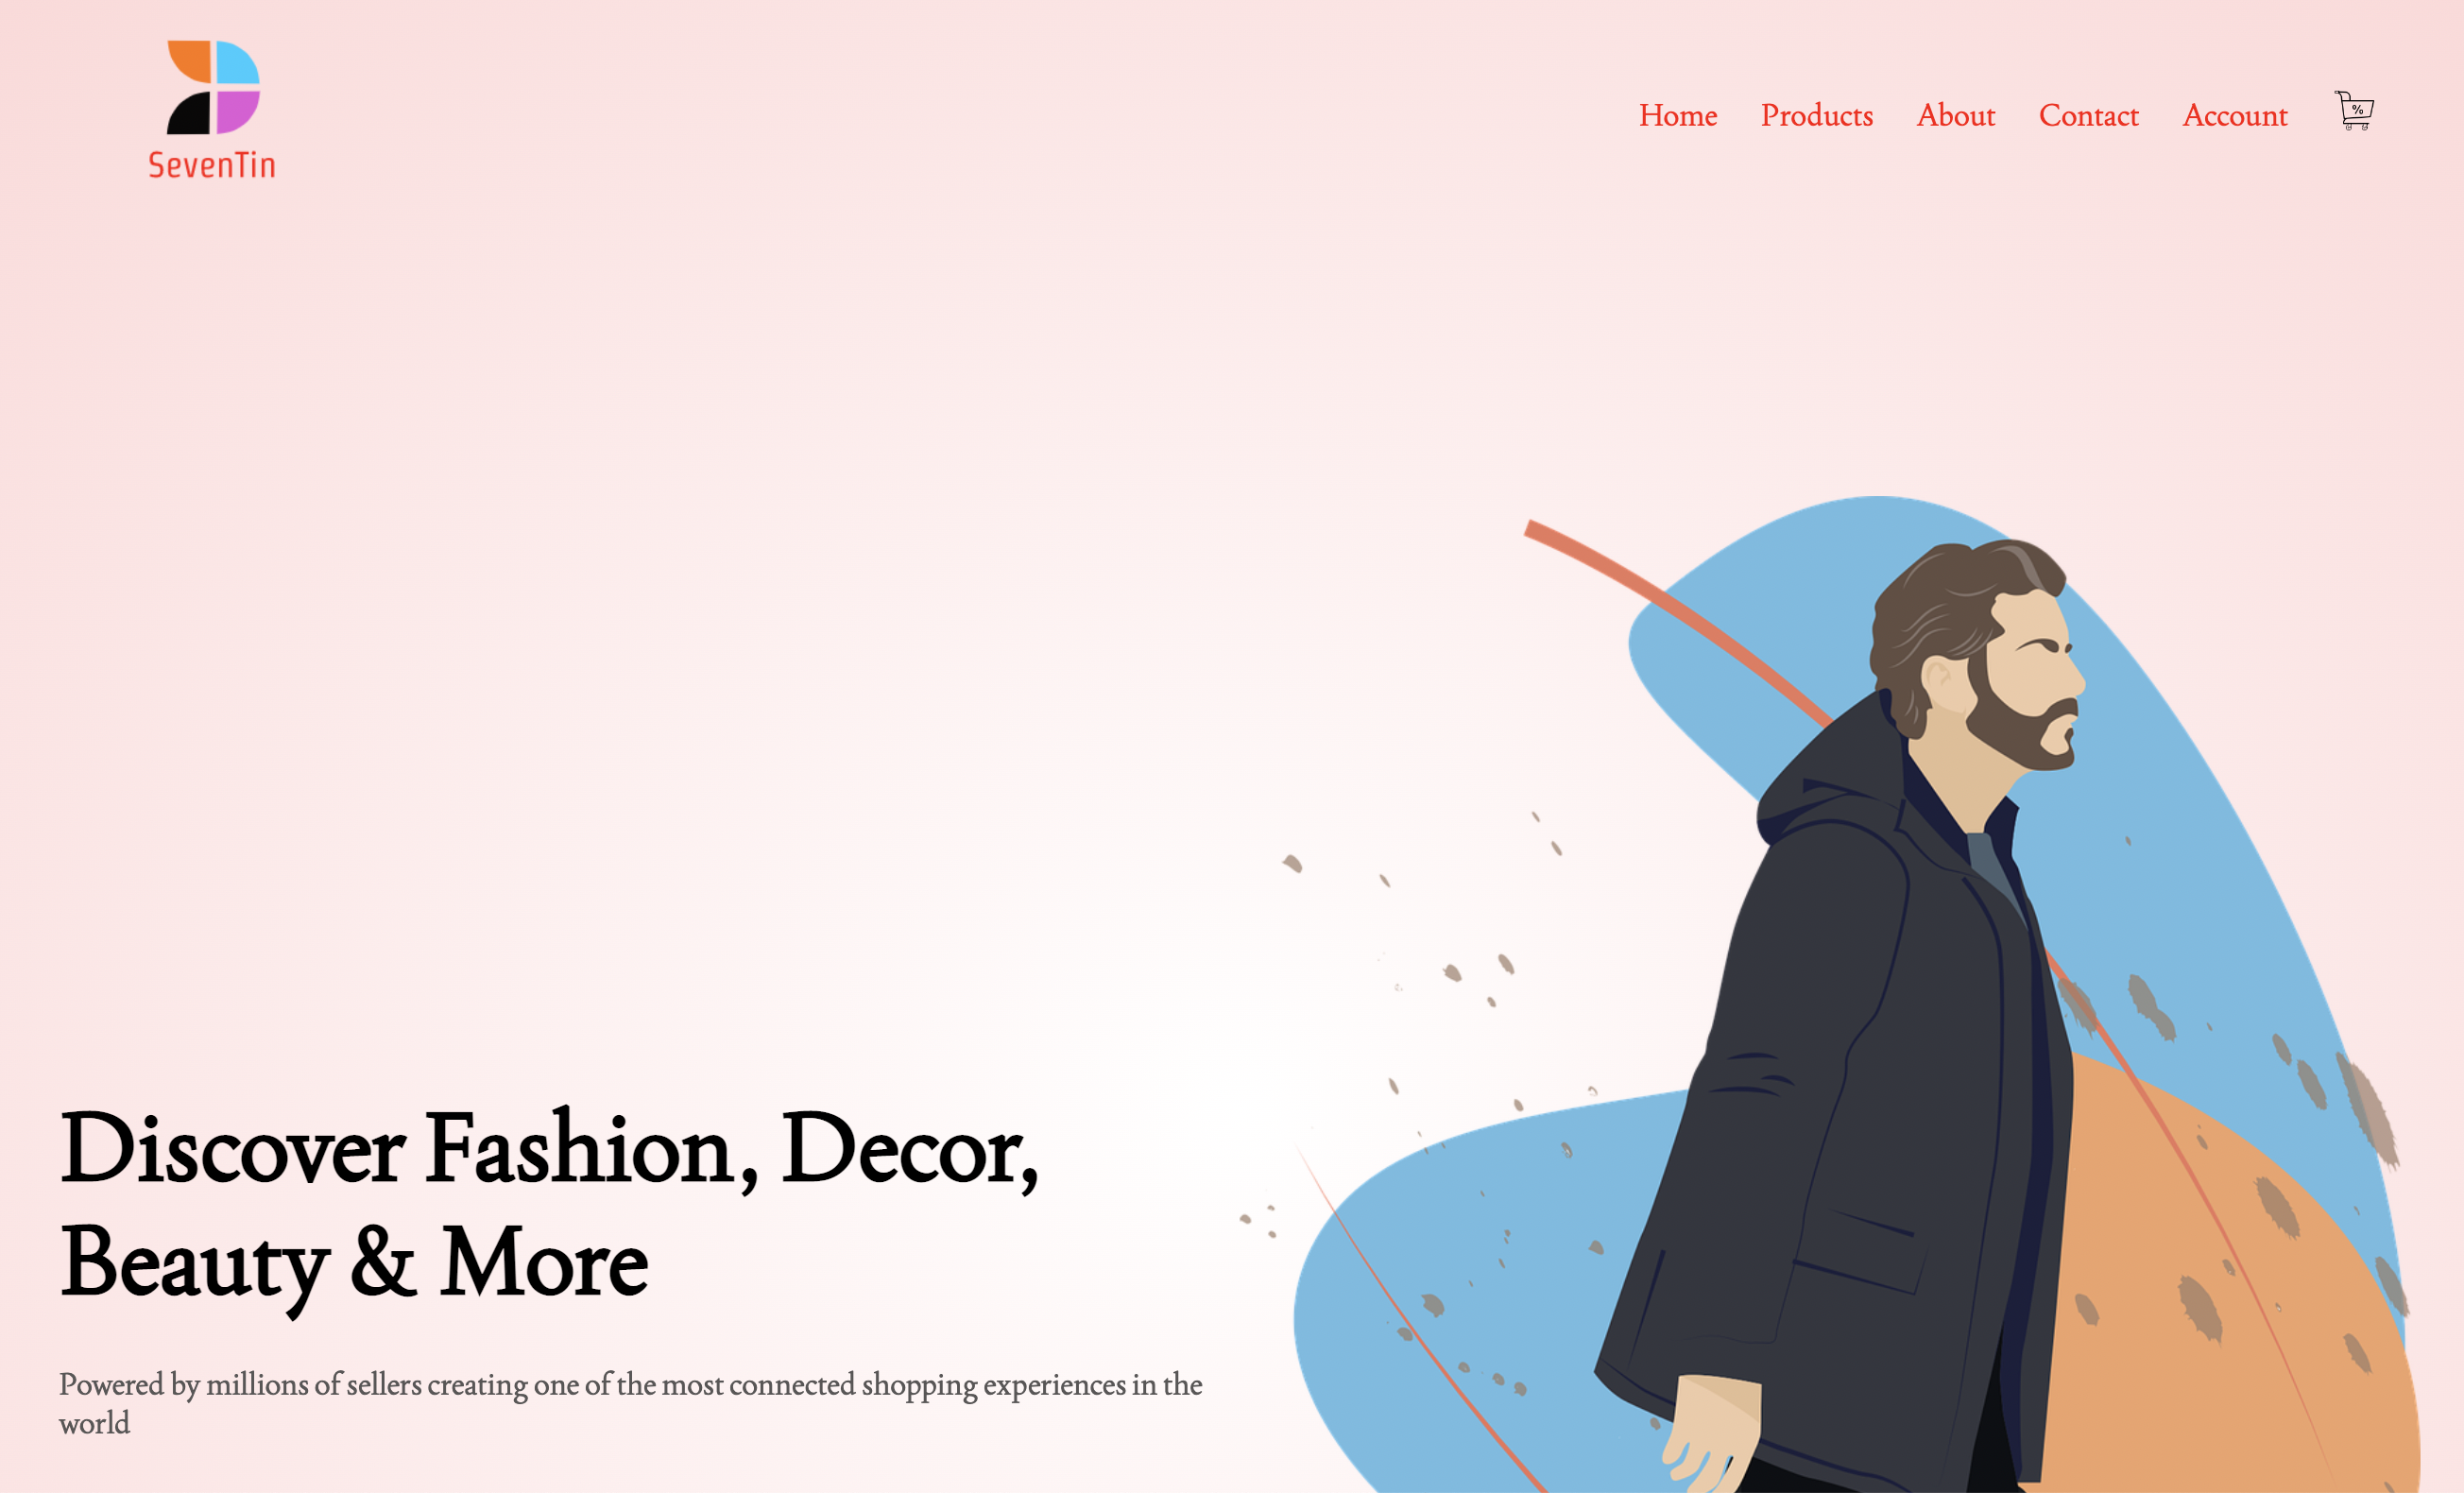 SevenTin
Home Products About Contact Account
%
Discover Fashion, Decor,
Beauty & More
Powered by millions of sellers creating one of the most connected shopping experiences in the
world